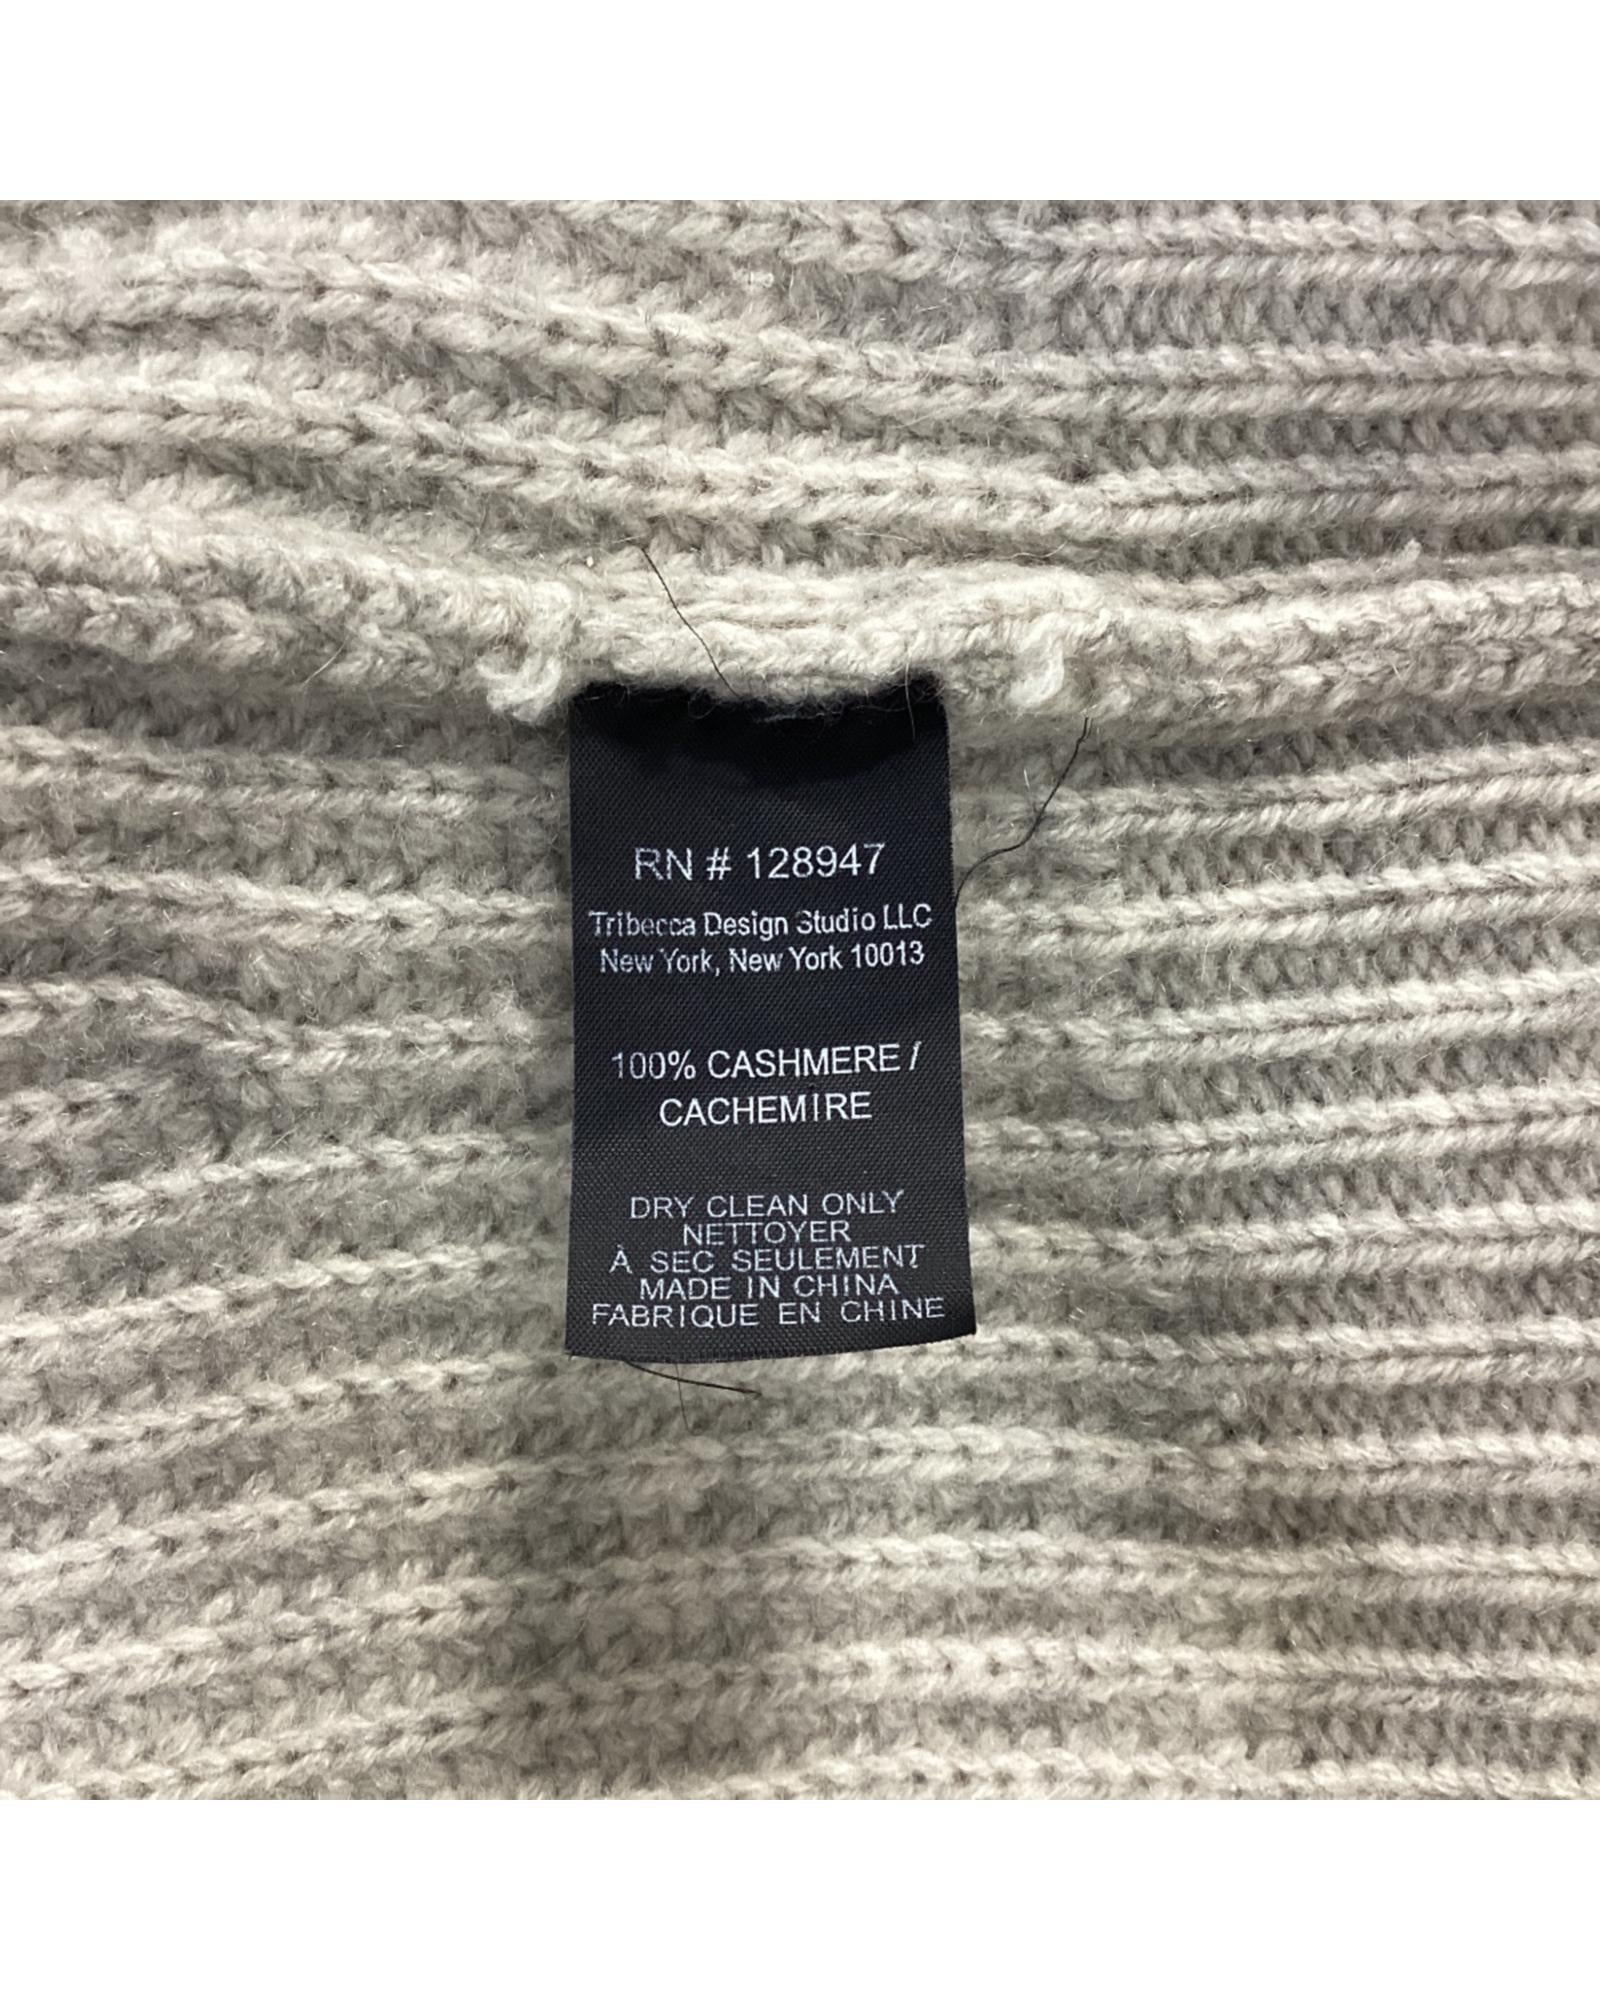 RN # 128947
Tribecca Design Studio LLC
New York, New York 10013
100% CASHMERE /
CACHEMIRE
DRY CLEAN ONLY
NETTOYER
À SEC SEULEMENT
MADE IN CHINA
FABRIQUE EN CHINE